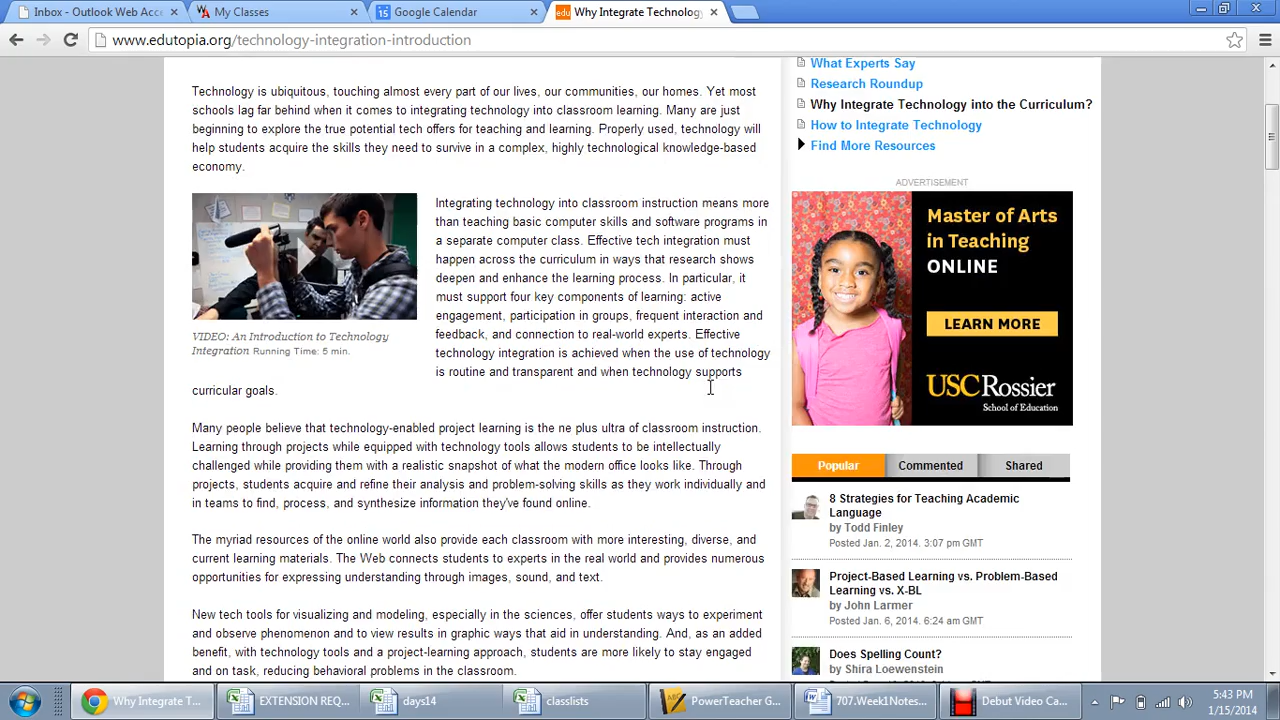 Inbox - Outlook Web Acc
My Classes
Google Calendar
Why Integrate Technolog
www.edutopia.org/technology-integration-introduction
Technology is ubiquitous, touching almost every part of our lives, our communities, our homes. Yet most
schools lag far behind when it comes to integrating technology into classroom learning. Many are just
beginning to explore the true potential tech offers for teaching and learning. Properly used, technology will
help students acquire the skills they need to survive in a complex, highly technological knowledge-based
economy.
VIDEO: An Introduction to Technology
Integration Running Time: 5 min.
Integrating technology into classroom instruction means more
than teaching basic computer skills and software programs in
a separate computer class. Effective tech integration must
happen across the curriculum in ways that research shows
deepen and enhance the learning process. In particular, it
must support four key components of learning: active
engagement, participation in groups, frequent interaction and
feedback, and connection to real-world experts. Effective
technology integration is achieved when the use of technology
is routine and transparent and when technology supports
curricular goals.
Many people believe that technology-enabled project learning is the ne plus ultra of classroom instruction.
Learning through projects while equipped with technology tools allows students to be intellectually
challenged while providing them with a realistic snapshot of what the modern office looks like. Through
projects, students acquire and refine their analysis and problem-solving skills as they work individually and
in teams to find, process, and synthesize information they've found online.
The myriad resources of the online world also provide each classroom with more interesting, diverse, and
current learning materials. The Web connects students to experts in the real world and provides numerous
opportunities for expressing understanding through images, sound, and text.
New tech tools for visualizing and modeling, especially in the sciences, offer students ways to experiment
and observe phenomenon and to view results in graphic ways that aid in understanding. And, as an added
benefit, with technology tools and a project-learning approach, students are more likely to stay engaged
and on task, reducing behavioral problems in the classroom.
What Experts Say
Research Roundup
Why Integrate Technology into the Curriculum?
How to Integrate Technology
Find More Resources
ADVERTISEMENT
Master of Arts
in Teaching
ONLINE
LEARN MORE
USCRossier
School of Education
Popular
Commented
Shared
8 Strategies for Teaching Academic
Language
by Todd Finley
Posted Jan. 2, 2014. 3:07 pm GMT
Project-Based Learning vs. Problem-Based
Learning vs. X-BL
by John Larmer
Posted Jan. 6, 2014. 6:24 am GMT
Does Spelling Count?
by Shira Loewenstein
Why Integrate T...
EXTENSION REQ...
days14
classlists
PowerTeacher G...
707.Week1Notes...
Debut Video Ca...
5:43 PM
1/15/2014